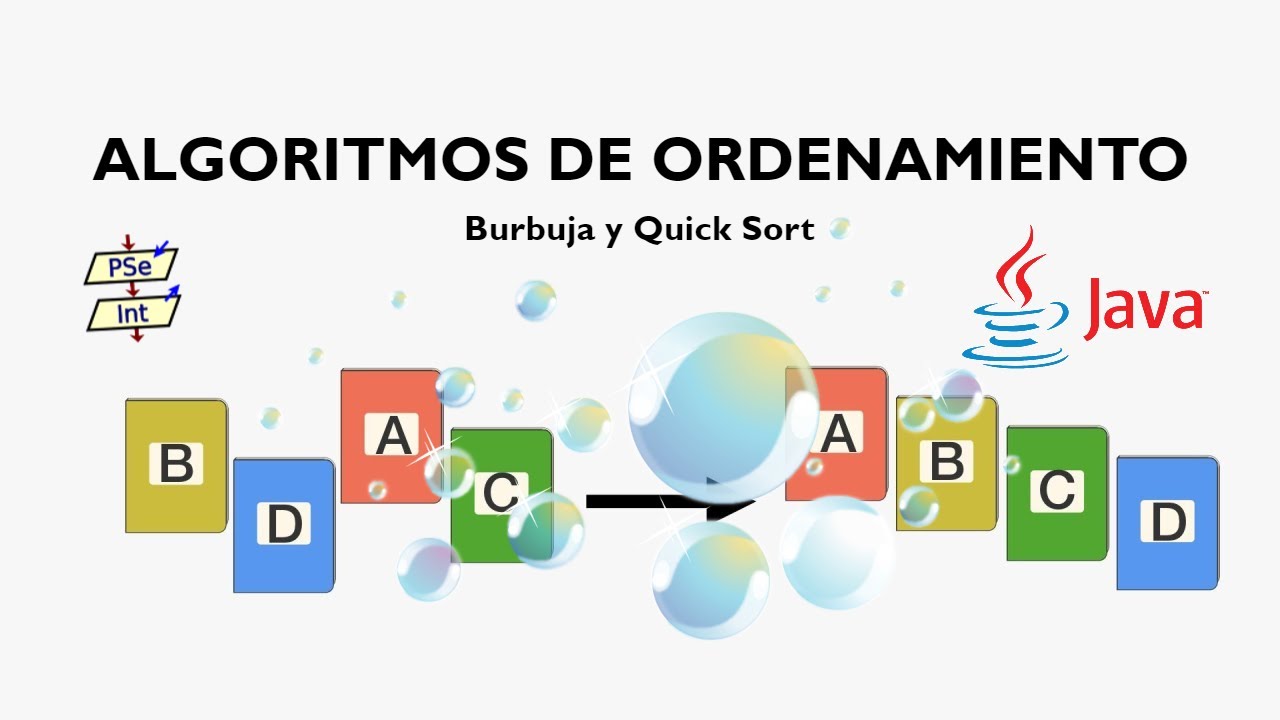 ALGORITMOS DE ORDENAMIENTO
Burbuja y Quick Sort
PSe
Int
Java™
B
D
A
C
A
B
C
D